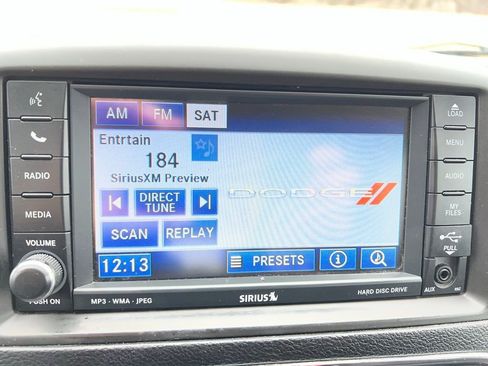 AM FM SAT
Entrtain
184
SiriusXM Preview
DIRECT
TUNE
SCAN REPLAY
12:13 PRESETS
DODGE
RADIO
MEDIA
VOLUME
PUSH ON
LOAD
MENU
AUDIO
MY
FILES
PULL
AUX
MP3 · WMA · JPEG
SIRIUS
HARD DISC DRIVE